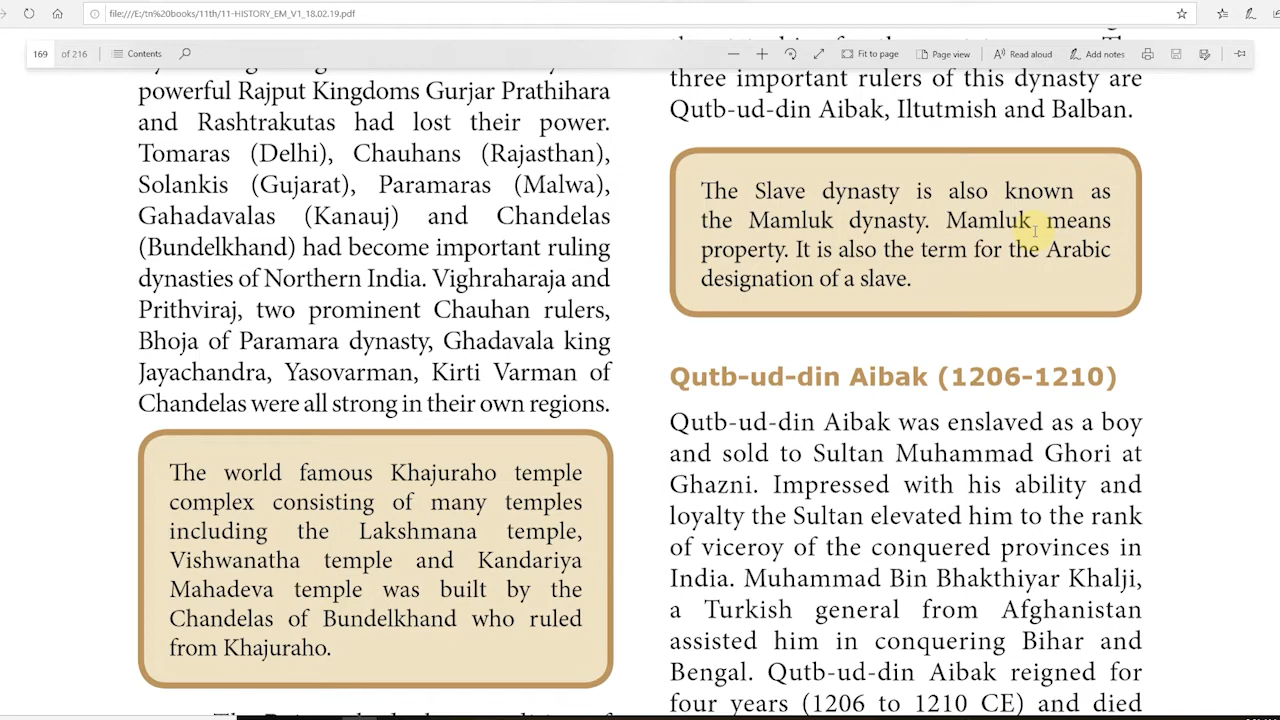 file:///E:/tn%20books/11th/11-HISTORY_EM_V1_18.02.19.pdf
169 of 216 Contents Fit to page Page view Read aloud Add notes
powerful Rajput Kingdoms Gurjar Prathihara
and Rashtrakutas had lost their power.
Tomaras (Delhi), Chauhans (Rajasthan),
Solankis (Gujarat), Paramaras (Malwa),
Gahadavalas (Kanauj) and Chandelas
(Bundelkhand) had become important ruling
dynasties of Northern India. Vighraharaja and
Prithviraj, two prominent Chauhan rulers,
Bhoja of Paramara dynasty, Ghadavala king
Jayachandra, Yasovarman, Kirti Varman of
Chandelas were all strong in their own regions.
The world famous Khajuraho temple
complex consisting of many temples
including the Lakshmana temple,
Vishwanatha temple and Kandariya
Mahadeva temple was built by the
Chandelas of Bundelkhand who ruled
from Khajuraho.
three important rulers of this dynasty are
Qutb-ud-din Aibak, Iltutmish and Balban.
The Slave dynasty is also known as
the Mamluk dynasty. Mamluk means
property. It is also the term for the Arabic
designation of a slave.
Qutb-ud-din Aibak (1206-1210)
Qutb-ud-din Aibak was enslaved as a boy
and sold to Sultan Muhammad Ghori at
Ghazni. Impressed with his ability and
loyalty the Sultan elevated him to the rank
of viceroy of the conquered provinces in
India. Muhammad Bin Bhakthiyar Khalji,
a Turkish general from Afghanistan
assisted him in conquering Bihar and
Bengal. Qutb-ud-din Aibak reigned for
four years (1206 to 1210 CE) and died